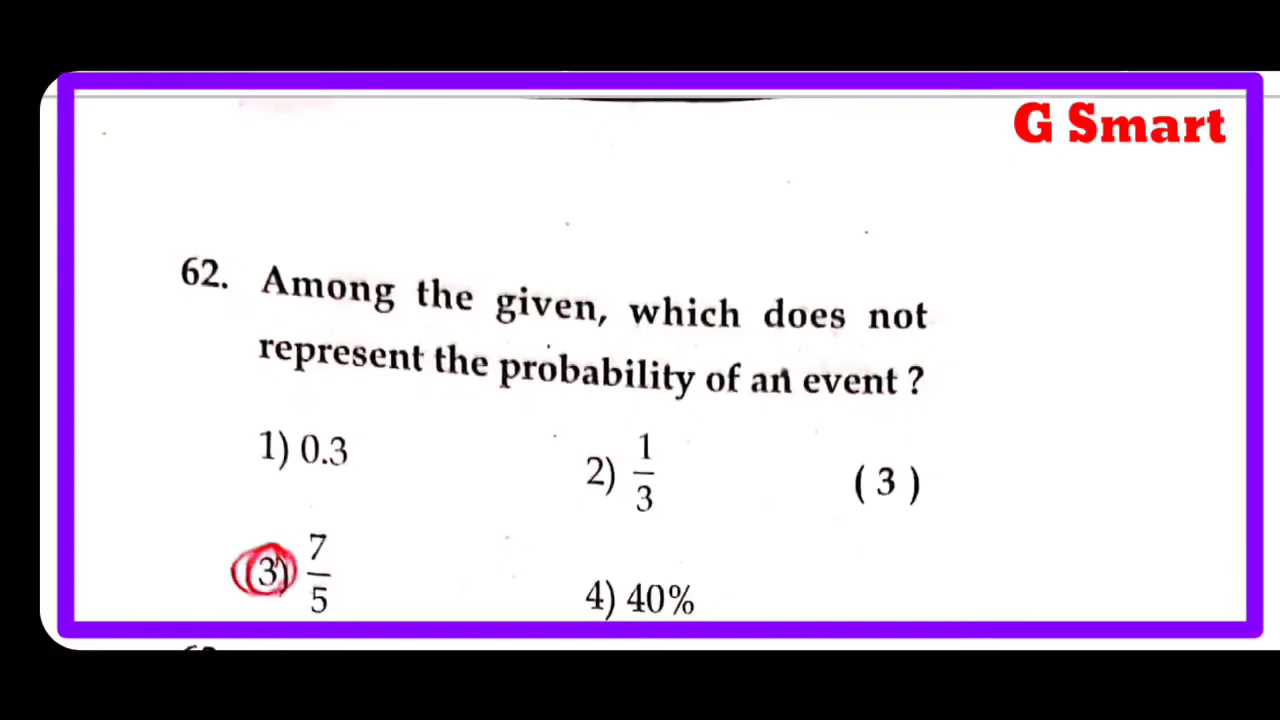 G Smart
62. Among the given, which does not
represent the probability of an event ?
1) 0.3
2) 1/3
( 3 )
3) 7/5
4) 40%